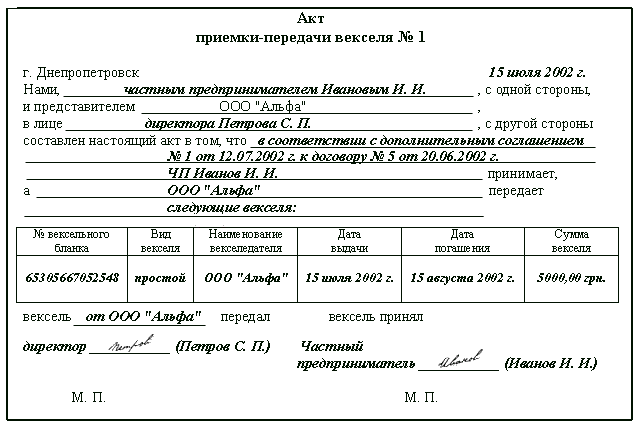 Акт
приемки-передачи векселя № 1
г. Днепропетровск 15 июля 2002 г.
Нами, частным предпринимателем Ивановым И. И. , с одной стороны,
и представителем ООО "Альфа" ,
в лице директора Петрова С. П. , с другой стороны
составлен настоящий акт в том, что в соответствии с дополнительным соглашением
№ 1 от 12.07.2002 г. к договору № 5 от 20.06.2002 г.
ЧП Иванов И. И. принимает,
а ООО "Альфа" передает
следующие векселя:
№ вексельного бланка Вид векселя Наименование векселедателя Дата выдачи Дата погашения Сумма векселя
65305667052548 простой ООО "Альфа" 15 июля 2002 г. 15 августа 2002 г. 5000,00 грн.
вексель от ООО "Альфа" передал вексель принял
директор Петров (Петров С. П.) Частный
предприниматель Иванов (Иванов И. И.)
М. П. М. П.